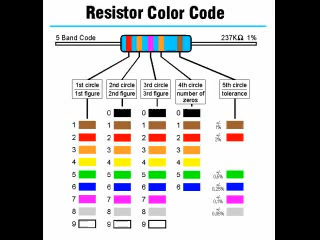 Resistor Color Code
5 Band Code
237KΩ 1%
1st circle
1st figure
2nd circle
2nd figure
3rd circle
3rd figure
4th circle
number of
zeros
5th circle
tolerance
0 0 0
1 1 1 1
2 2 2 2
3 3 3 3
4 4 4 4
5 5 5 5 0,5%
6 6 6 6 0,25%
7 7 7 0,1%
8 8 8 0,05%
9 9 9